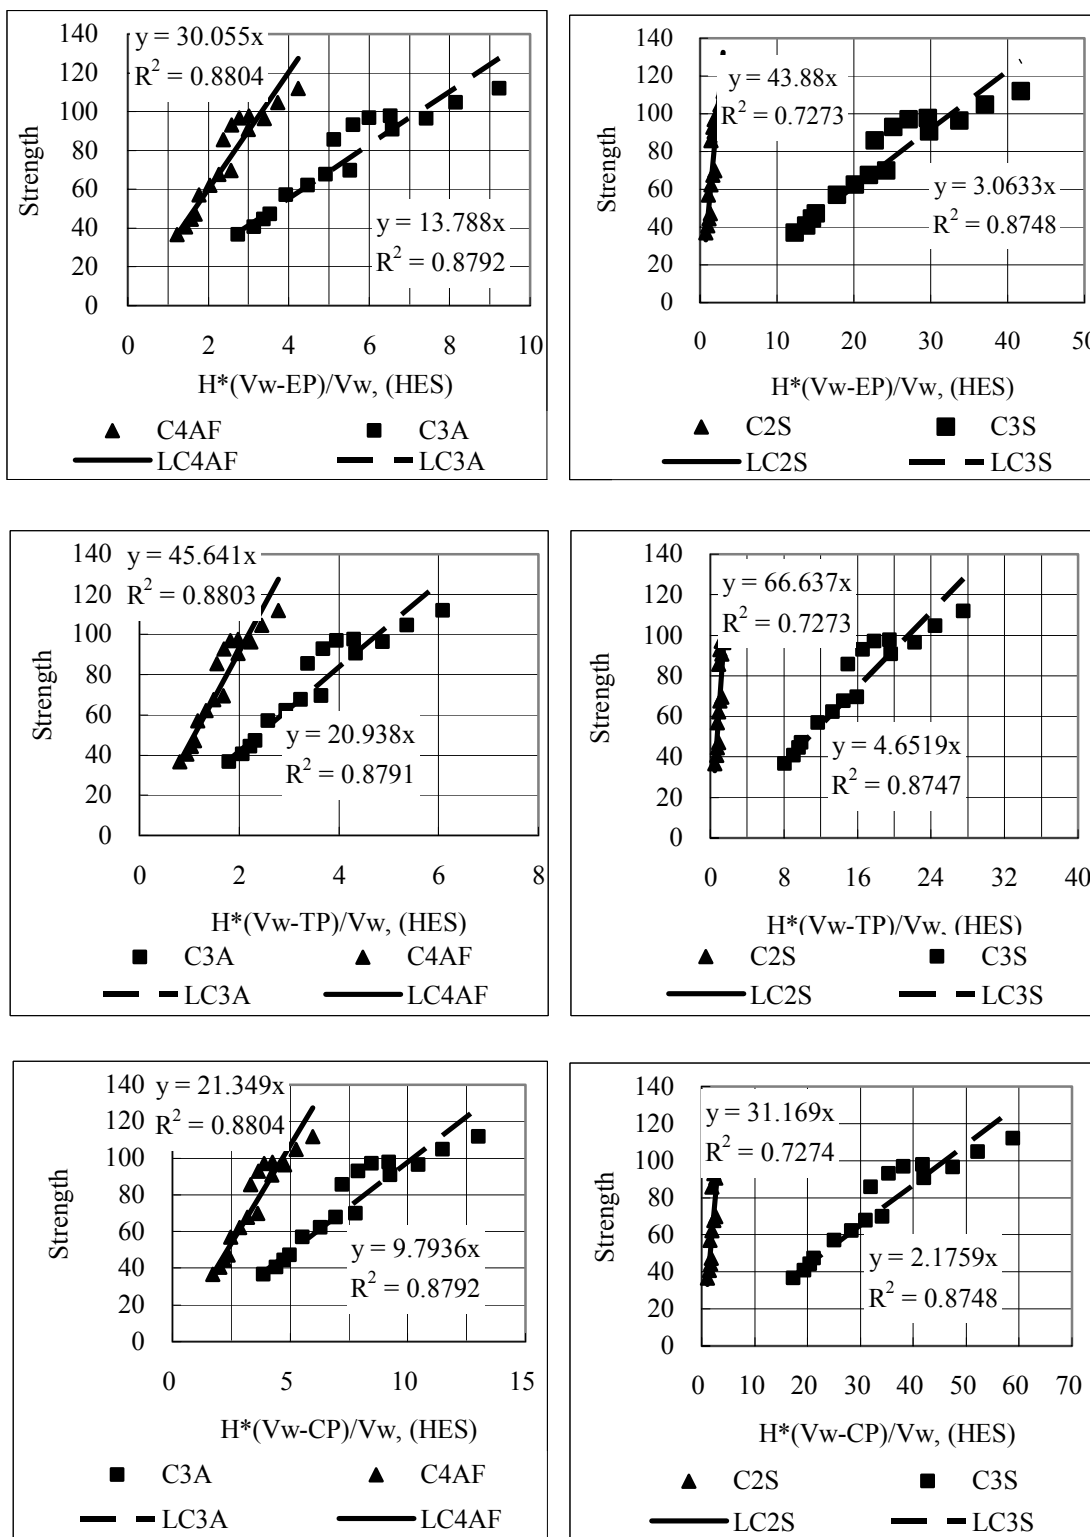 140
120
100
80
60
40
20
0
Strength
y = 30.055x
R² = 0.8804
y = 13.788x
R² = 0.8792
0 2 4 6 8 10
H*(Vw-EP)/Vw, (HES)
C4AF C3A
LC4AF LC3A
140
120
100
80
60
40
20
0
Strength
y = 43.88x
R² = 0.7273
y = 3.0633x
R² = 0.8748
0 10 20 30 40 50
H*(Vw-EP)/Vw, (HES)
C2S C3S
LC2S LC3S
140
120
100
80
60
40
20
0
Strength
y = 45.641x
R² = 0.8803
y = 20.938x
R² = 0.8791
0 2 4 6 8
H*(Vw-TP)/Vw, (HES)
C3A C4AF
LC3A LC4AF
140
120
100
80
60
40
20
0
Strength
y = 66.637x
R² = 0.7273
y = 4.6519x
R² = 0.8747
0 8 16 24 32 40
H*(Vw-TP)/Vw, (HES)
C2S C3S
LC2S LC3S
140
120
100
80
60
40
20
0
Strength
y = 21.349x
R² = 0.8804
y = 9.7936x
R² = 0.8792
0 5 10 15
H*(Vw-CP)/Vw, (HES)
C3A C4AF
LC3A LC4AF
140
120
100
80
60
40
20
0
Strength
y = 31.169x
R² = 0.7274
y = 2.1759x
R² = 0.8748
0 10 20 30 40 50 60 70
H*(Vw-CP)/Vw, (HES)
C2S C3S
LC2S LC3S